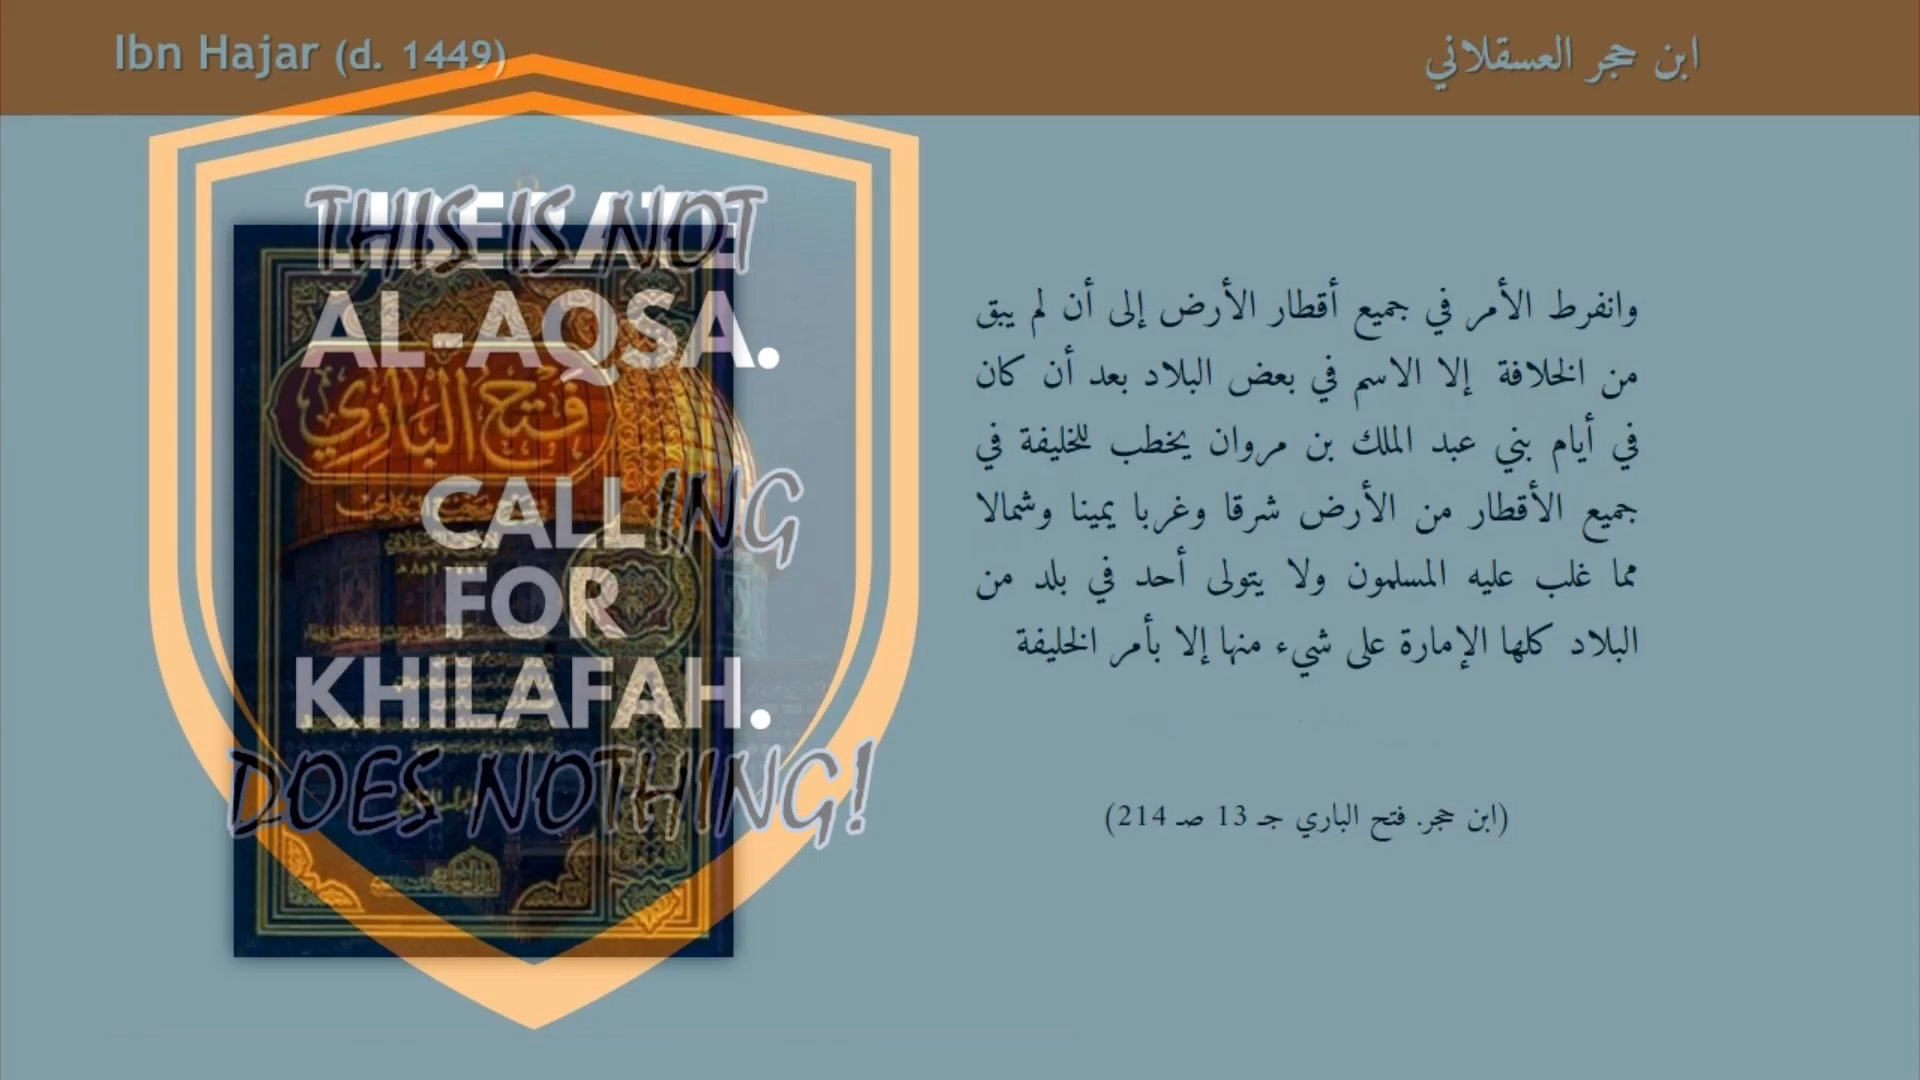 Ibn Hajar (d. 1449)
ابن حجر العسقلاني
THIS IS NOT
AL-AQSA.
CALLING
FOR
KHILAFAH.
DOES NOTHING!
فتح الباري
وانفرط الأمر في جميع أقطار الأرض إلى أن لم يبق
من الخلافة إلا الاسم في بعض البلاد بعد أن كان
في أيام بني عبد الملك بن مروان يخطب للخليفة في
جميع الأقطار من الأرض شرقا وغربا يمينا وشمالا
مما غلب عليه المسلمون ولا يتولى أحد في بلد من
البلاد كلها الإمارة على شيء منها إلا بأمر الخليفة
(ابن حجر. فتح الباري جـ 13 صـ 214)